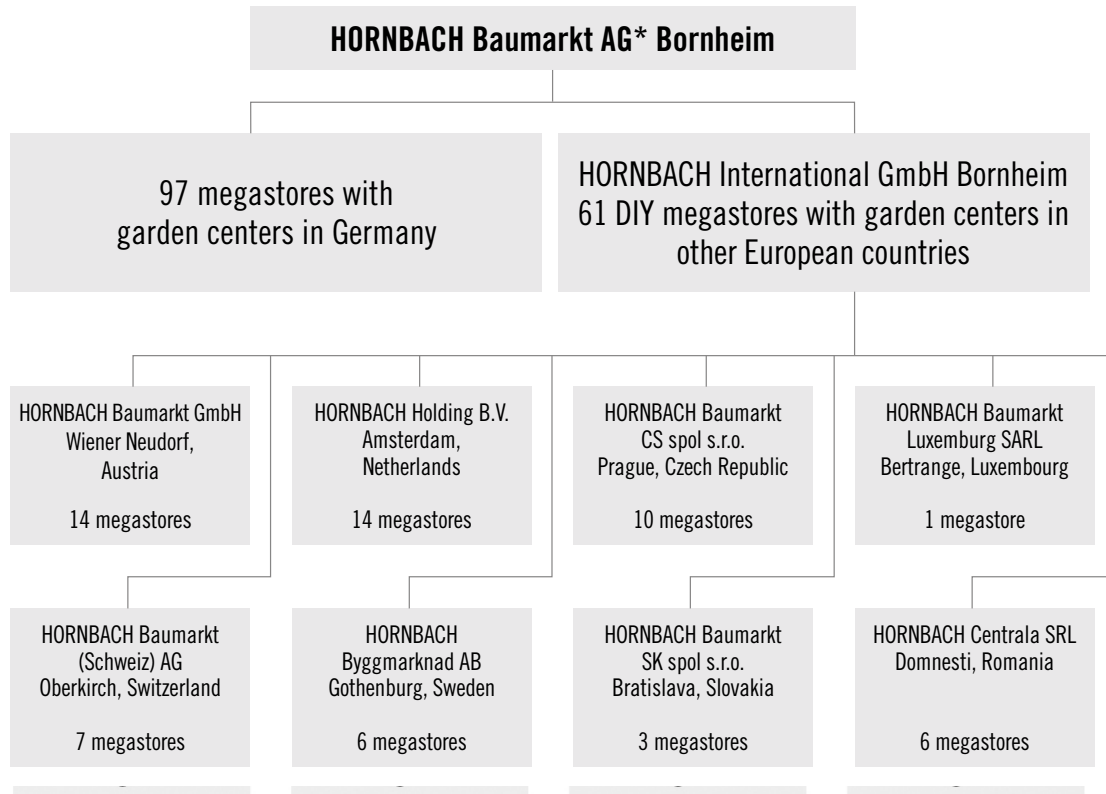 HORNBACH Baumarkt AG* Bornheim
97 megastores with
garden centers in Germany
HORNBACH International GmbH Bornheim
61 DIY megastores with garden centers in
other European countries
HORNBACH Baumarkt GmbH
Wiener Neudorf,
Austria
14 megastores
HORNBACH Holding B.V.
Amsterdam,
Netherlands
14 megastores
HORNBACH Baumarkt
CS spol s.r.o.
Prague, Czech Republic
10 megastores
HORNBACH Baumarkt
Luxemburg SARL
Bertrange, Luxembourg
1 megastore
HORNBACH Baumarkt
(Schweiz) AG
Oberkirch, Switzerland
7 megastores
HORNBACH
Byggmarknad AB
Gothenburg, Sweden
6 megastores
HORNBACH Baumarkt
SK spol s.r.o.
Bratislava, Slovakia
3 megastores
HORNBACH Centrala SRL
Domnesti, Romania
6 megastores